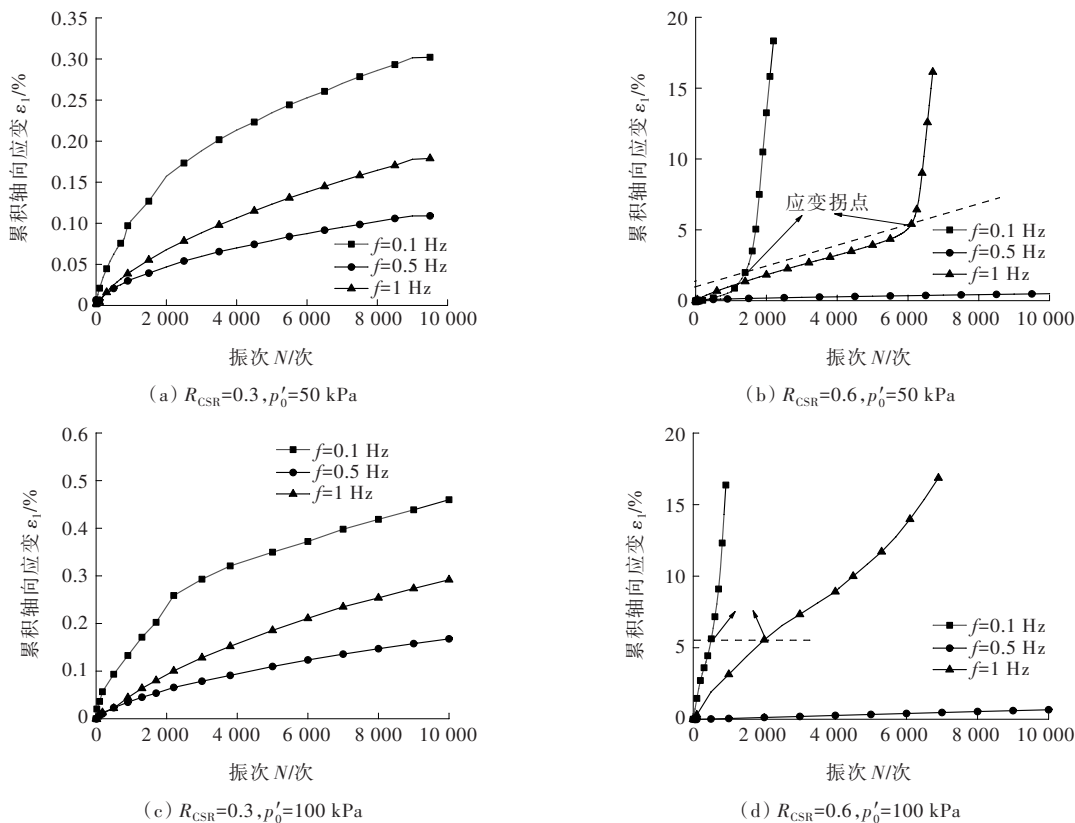 0.35
0.30
0.25
0.20
0.15
0.10
0.05
0
累积轴向应变 ε₁/%
f=0.1 Hz
f=0.5 Hz
f=1 Hz
0 2 000 4 000 6 000 8 000 10 000
振次 N/次
(a) R_CSR=0.3, p′₀=50 kPa
20
15
10
5
0
累积轴向应变 ε₁/%
应变拐点
f=0.1 Hz
f=0.5 Hz
f=1 Hz
0 2 000 4 000 6 000 8 000 10 000
振次 N/次
(b) R_CSR=0.6, p′₀=50 kPa
0.6
0.5
0.4
0.3
0.2
0.1
0
累积轴向应变 ε₁/%
f=0.1 Hz
f=0.5 Hz
f=1 Hz
0 2 000 4 000 6 000 8 000 10 000
振次 N/次
(c) R_CSR=0.3, p′₀=100 kPa
20
15
10
5
0
累积轴向应变 ε₁/%
f=0.1 Hz
f=0.5 Hz
f=1 Hz
0 2 000 4 000 6 000 8 000 10 000
振次 N/次
(d) R_CSR=0.6, p′₀=100 kPa